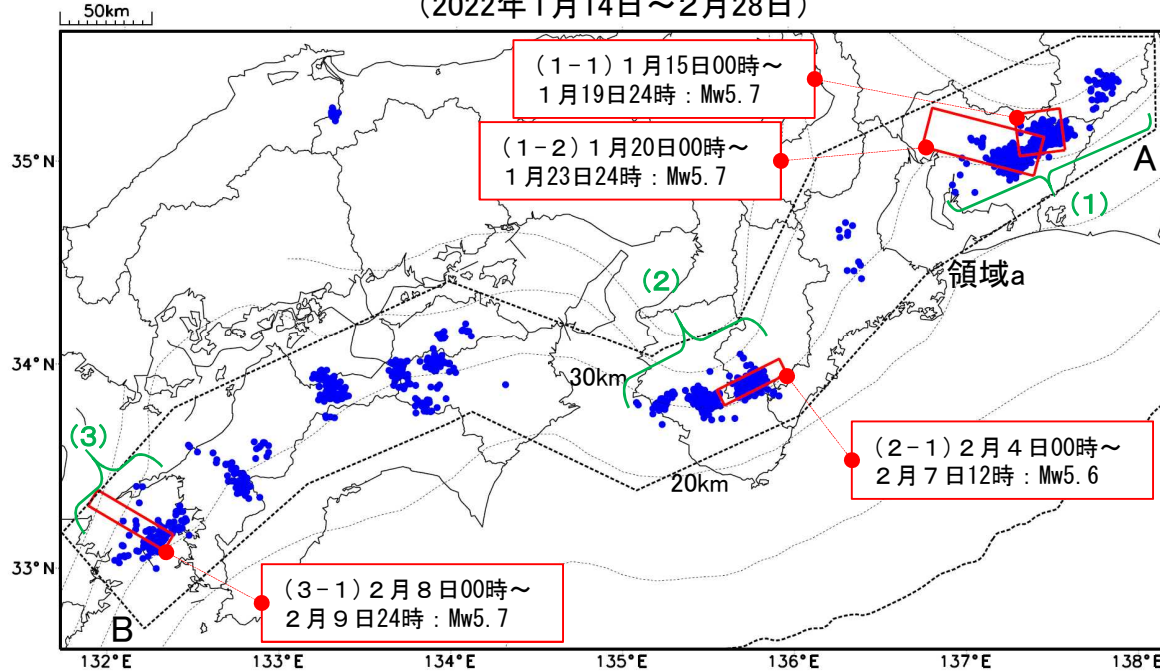 (2022年1月14日~2月28日)
50km
(1-1)1月15日00時~
1月19日24時:Mw5.7
(1-2)1月20日00時~
1月23日24時:Mw5.7
35°N
A
(1)
領域a
(2)
34°N
30km
(3)
20km
(2-1)2月4日00時~
2月7日12時:Mw5.6
33°N
(3-1)2月8日00時~
2月9日24時:Mw5.7
B
132°E
133°E
134°E
135°E
136°E
137°E
138°E